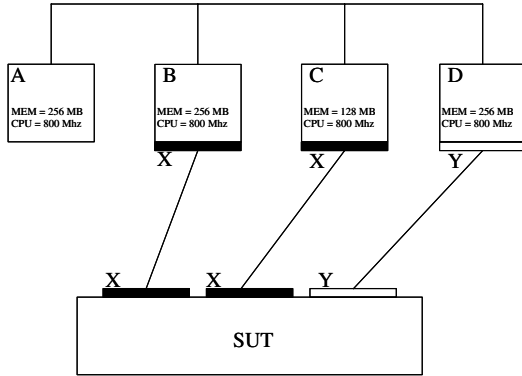 A
B
C
D
MEM = 256 MB
CPU = 800 Mhz
MEM = 256 MB
CPU = 800 Mhz
MEM = 128 MB
CPU = 800 Mhz
MEM = 256 MB
CPU = 800 Mhz
X
X
Y
X
X
Y
SUT